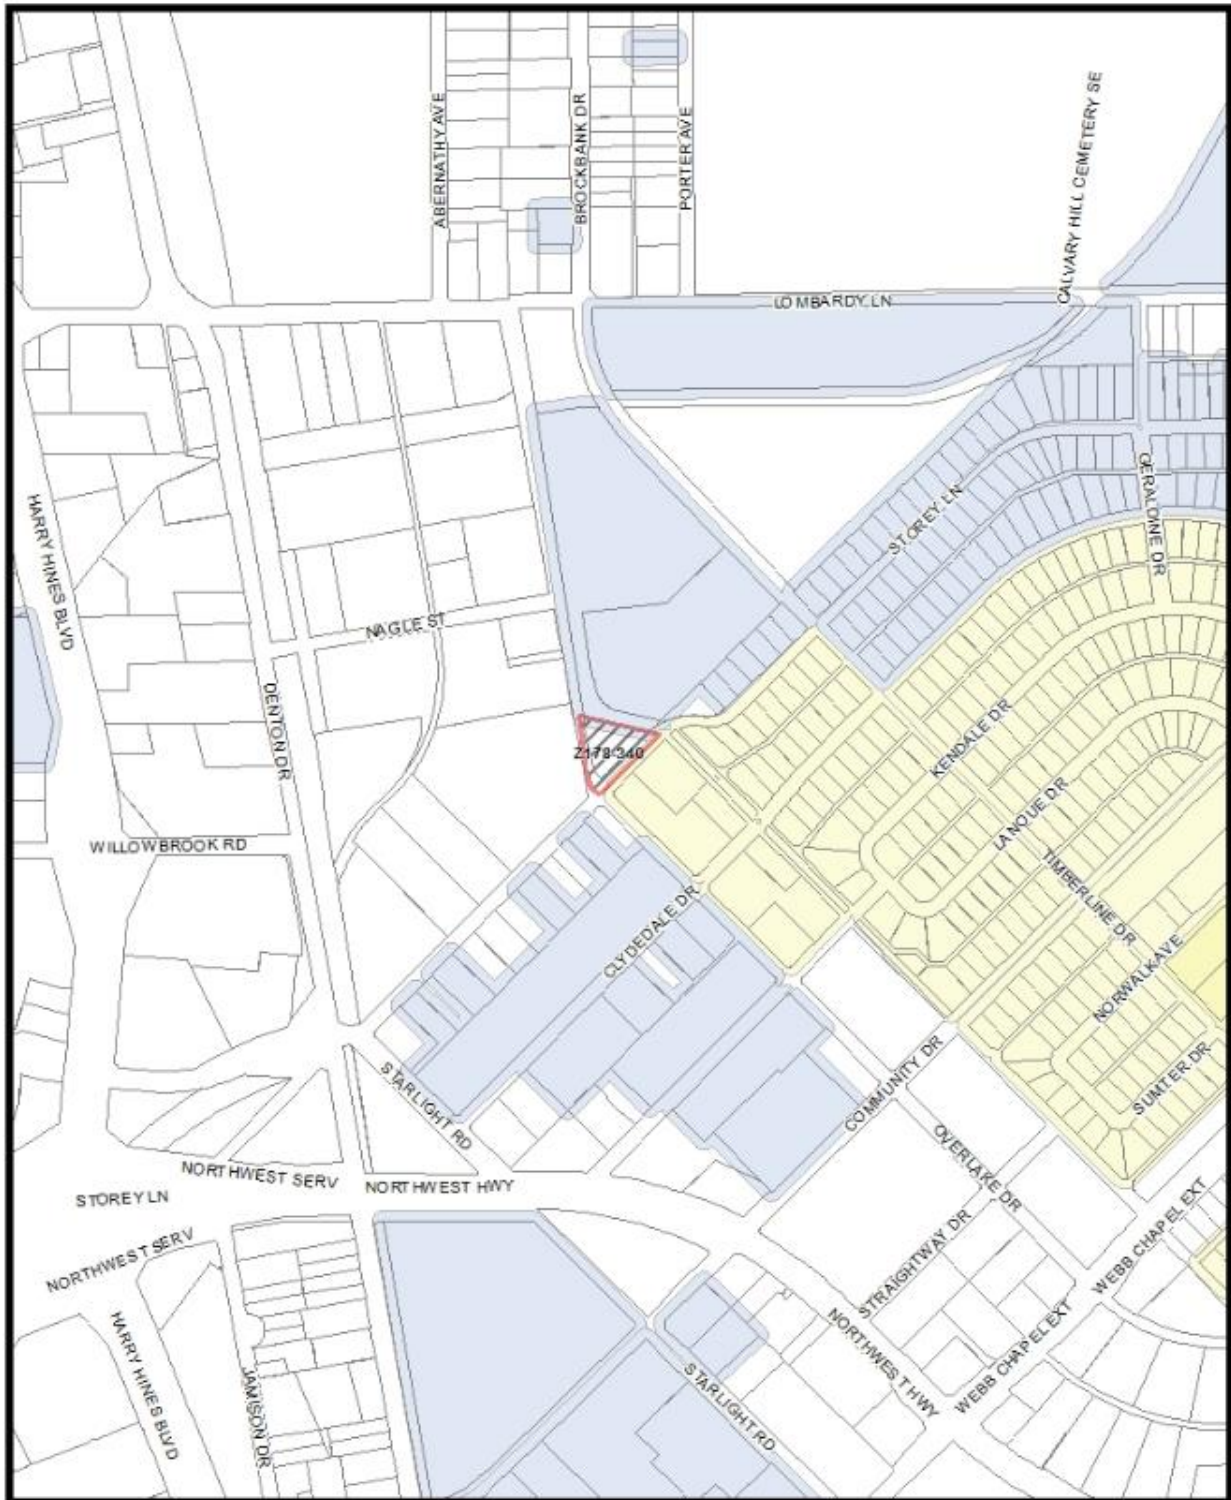 ABERNATHY AVE
BROCKBANK DR
PORTER AVE
CALVARY HILL CEMETERY SE
LOMBARDY LN
GERALDINE DR
STOREY LN
HARRY HINES BLVD
NAGLE ST
DENTON DR
Z178-340
KENDALE DR
LANQUE DR
WILLOWBROOK RD
TIMBERLINE DR
CLYDEDALE DR
NORWALK AVE
COMMUNITY DR
SUMTER DR
STARLIGHT RD
OVERLAKE DR
NORTHWEST SERV
NORTHWEST HWY
STOREY LN
STRAIGHTWAY DR
WEBB CHAPEL EXT
NORTHWEST SERV
NORTHWEST HWY
WEBB CHAPEL EXT
HARRY HINES BLVD
JAMISON DR
STARLIGHT RD